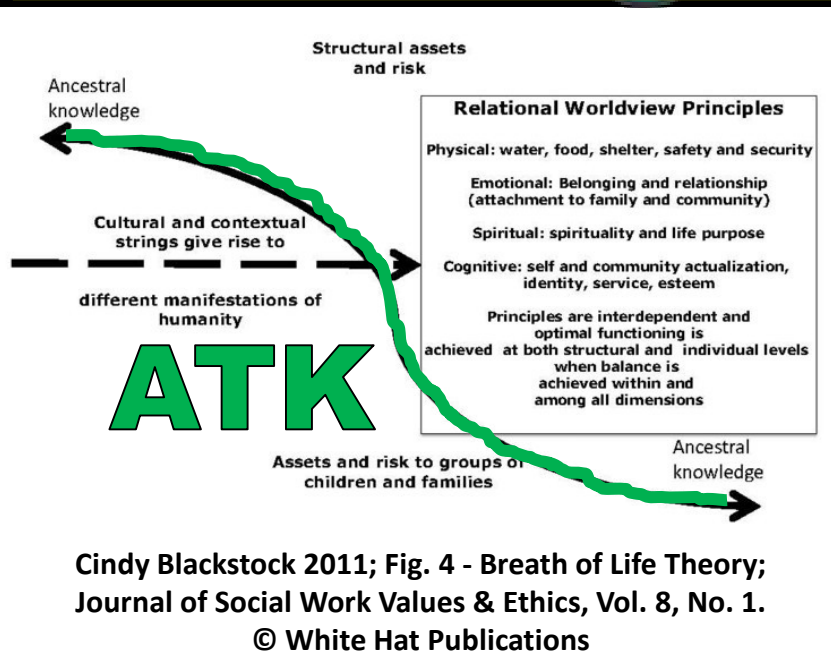 Structural assets
and risk
Ancestral
knowledge
Relational Worldview Principles
Physical: water, food, shelter, safety and security
Emotional: Belonging and relationship
(attachment to family and community)
Spiritual: spirituality and life purpose
Cognitive: self and community actualization,
identity, service, esteem
Principles are interdependent and
optimal functioning is
achieved at both structural and individual levels
when balance is
achieved within and
among all dimensions
Cultural and contextual
strings give rise to
different manifestations of
humanity
ATK
Assets and risk to groups of
children and families
Ancestral
knowledge
Cindy Blackstock 2011; Fig. 4 - Breath of Life Theory;
Journal of Social Work Values & Ethics, Vol. 8, No. 1.
© White Hat Publications